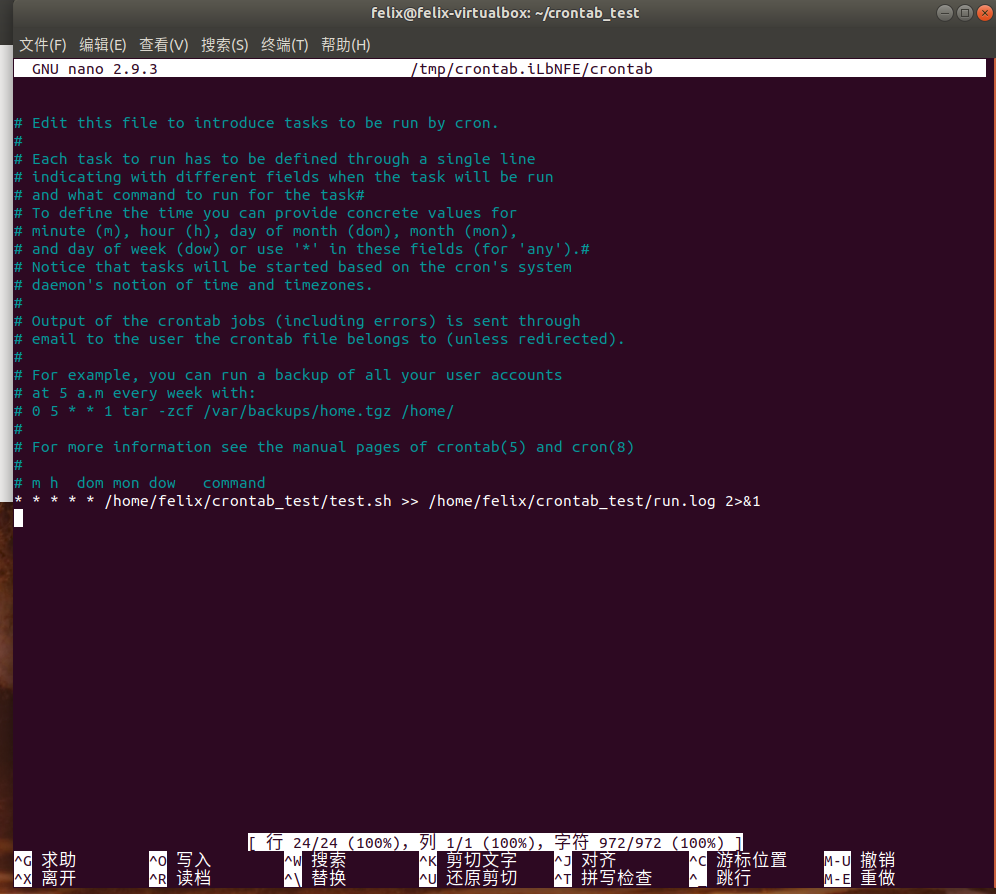 felix@felix-virtualbox: ~/crontab_test
文件(F) 编辑(E) 查看(V) 搜索(S) 终端(T) 帮助(H)
GNU nano 2.9.3 /tmp/crontab.iLbNFE/crontab
# Edit this file to introduce tasks to be run by cron.
#
# Each task to run has to be defined through a single line
# indicating with different fields when the task will be run
# and what command to run for the task#
# To define the time you can provide concrete values for
# minute (m), hour (h), day of month (dom), month (mon),
# and day of week (dow) or use '*' in these fields (for 'any').#
# Notice that tasks will be started based on the cron's system
# daemon's notion of time and timezones.
#
# Output of the crontab jobs (including errors) is sent through
# email to the user the crontab file belongs to (unless redirected).
#
# For example, you can run a backup of all your user accounts
# at 5 a.m every week with:
# 0 5 * * 1 tar -zcf /var/backups/home.tgz /home/
#
# For more information see the manual pages of crontab(5) and cron(8)
#
# m h  dom mon dow   command
* * * * * /home/felix/crontab_test/test.sh >> /home/felix/crontab_test/run.log 2>&1
[ 行 24/24 (100%), 列 1/1 (100%), 字符 972/972 (100%) ]
^G 求助 ^O 写入 ^W 搜索 ^K 剪切文字 ^J 对齐 ^C 游标位置 M-U 撤销
^X 离开 ^R 读档 ^\ 替换 ^U 还原剪切 ^T 拼写检查 ^_ 跳行 M-E 重做